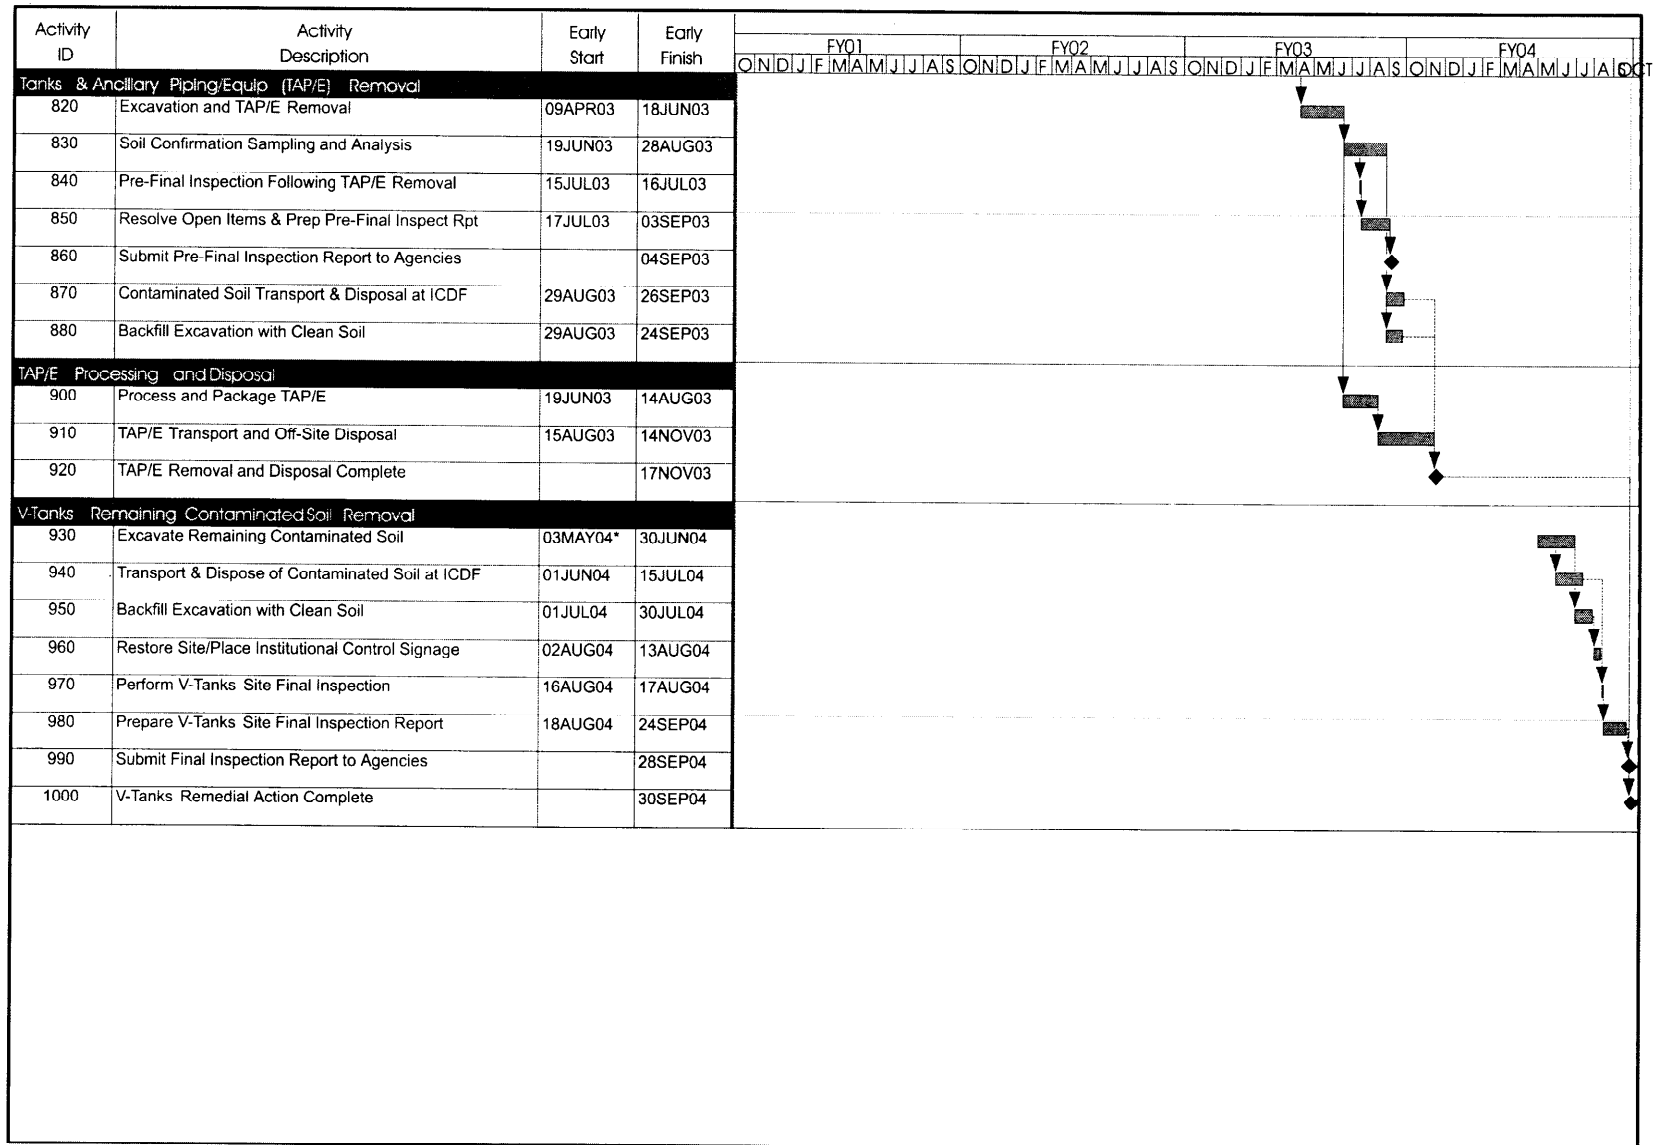 Activity ID Activity Description Early Start Early Finish
FY01 FY02 FY03 FY04
O N D J F M A M J J A S O N D J F M A M J J A S O N D J F M A M J J A S O N D J F M A M J J A S OCT
Tanks & Ancillary Piping/Equip (TAP/E) Removal
820 Excavation and TAP/E Removal 09APR03 18JUN03
830 Soil Confirmation Sampling and Analysis 19JUN03 28AUG03
840 Pre-Final Inspection Following TAP/E Removal 15JUL03 16JUL03
850 Resolve Open Items & Prep Pre-Final Inspect Rpt 17JUL03 03SEP03
860 Submit Pre-Final Inspection Report to Agencies 04SEP03
870 Contaminated Soil Transport & Disposal at ICDF 29AUG03 26SEP03
880 Backfill Excavation with Clean Soil 29AUG03 24SEP03
TAP/E Processing and Disposal
900 Process and Package TAP/E 19JUN03 14AUG03
910 TAP/E Transport and Off-Site Disposal 15AUG03 14NOV03
920 TAP/E Removal and Disposal Complete 17NOV03
V-Tanks Remaining Contaminated Soil Removal
930 Excavate Remaining Contaminated Soil 03MAY04* 30JUN04
940 Transport & Dispose of Contaminated Soil at ICDF 01JUN04 15JUL04
950 Backfill Excavation with Clean Soil 01JUL04 30JUL04
960 Restore Site/Place Institutional Control Signage 02AUG04 13AUG04
970 Perform V-Tanks Site Final Inspection 16AUG04 17AUG04
980 Prepare V-Tanks Site Final Inspection Report 18AUG04 24SEP04
990 Submit Final Inspection Report to Agencies 28SEP04
1000 V-Tanks Remedial Action Complete 30SEP04